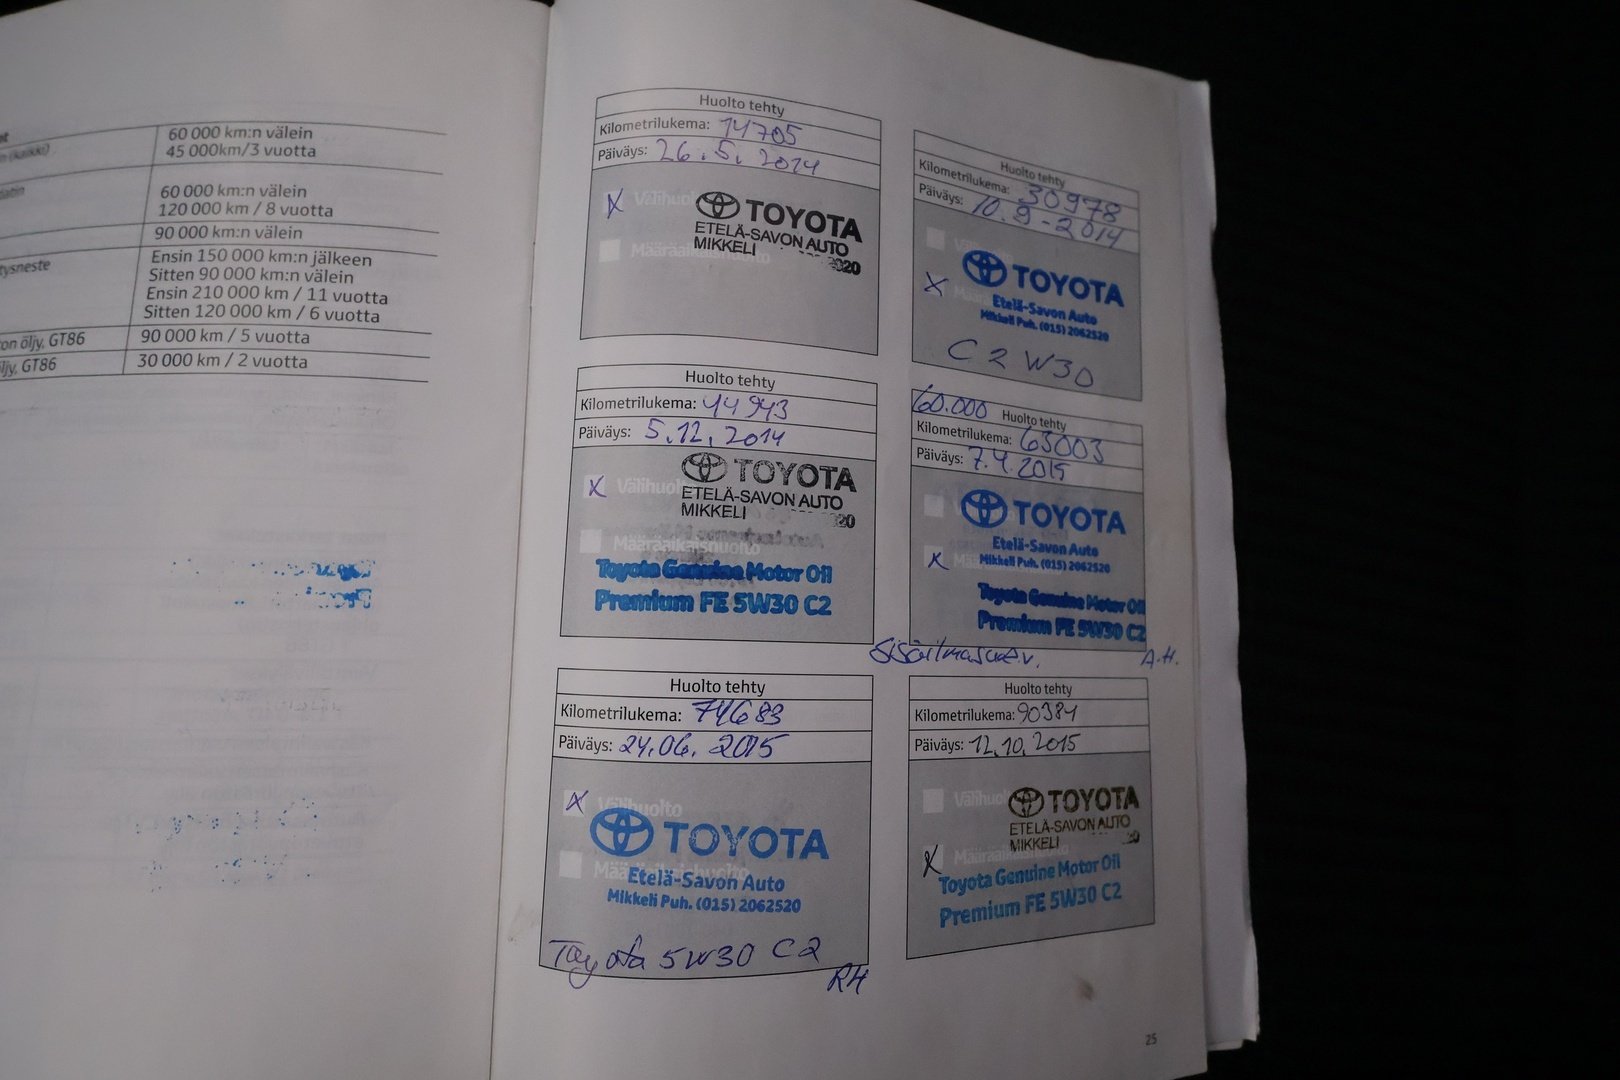 60 000 km:n välein
45 000km/3 vuotta
60 000 km:n välein
120 000 km / 8 vuotta
90 000 km:n välein
Ensin 150 000 km:n jälkeen
Sitten 90 000 km:n välein
Ensin 210 000 km / 11 vuotta
Sitten 120 000 km / 6 vuotta
öljy, GT86 90 000 km / 5 vuotta
GT86 30 000 km / 2 vuotta
Huolto tehty
Kilometrilukema: 14705
Päiväys: 26.5.2014
X Välihuolto
Määräaikaishuolto
TOYOTA
ETELÄ-SAVON AUTO
MIKKELI
Huolto tehty
Kilometrilukema: 30978
Päiväys: 10.9-2014
X
TOYOTA
Etelä-Savon Auto
Mikkeli Puh. (015) 2062520
C2 W30
Huolto tehty
Kilometrilukema: 44943
Päiväys: 5.12.2014
X Välihuolto
TOYOTA
ETELÄ-SAVON AUTO
MIKKELI
Määräaikaishuolto
Toyota Genuine Motor Oil
Premium FE 5W30 C2
60.000 Huolto tehty
Kilometrilukema: 63003
Päiväys: 7.4.2015
TOYOTA
Etelä-Savon Auto
X Mikkeli Puh. (015) 2062520
Toyota Genuine Motor Oil
Premium FE 5W30 C2
A.H.
Huolto tehty
Kilometrilukema: 74683
Päiväys: 24.06.2015
X Välihuolto
TOYOTA
Määräaikaishuolto
Etelä-Savon Auto
Mikkeli Puh. (015) 2062520
Toyota 5W30 C2
RH
Huolto tehty
Kilometrilukema: 90384
Päiväys: 12.10.2015
Välihuolto
TOYOTA
ETELÄ-SAVON AUTO
MIKKELI
X Määräaikaishuolto
Toyota Genuine Motor Oil
Premium FE 5W30 C2
25